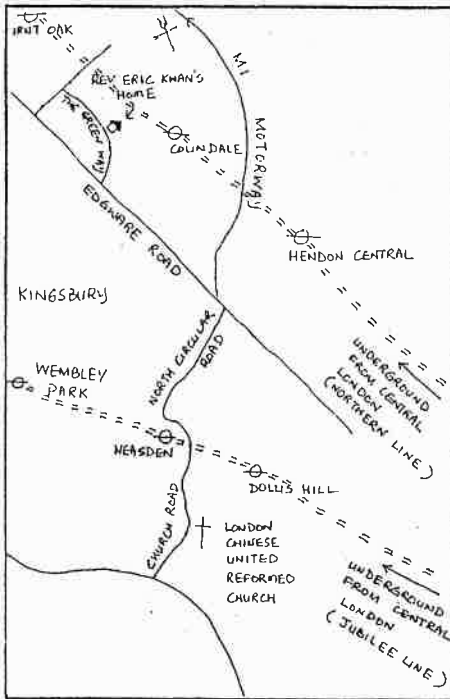 RNT OAK
REV ERIC KHAN'S
HOME
THE GREEN
WAY
COLINDALE
M1
MOTORWAY
EDGWARE ROAD
HENDON CENTRAL
KINGSBURY
NORTH CIRCULAR
ROAD
UNDERGROUND
FROM CENTRAL
LONDON
(NORTHERN LINE)
WEMBLEY
PARK
NEASDEN
DOLLIS HILL
CHURCH ROAD
LONDON
CHINESE
UNITED
REFORMED
CHURCH
UNDERGROUND
FROM CENTRAL
LONDON
(JUBILEE LINE)